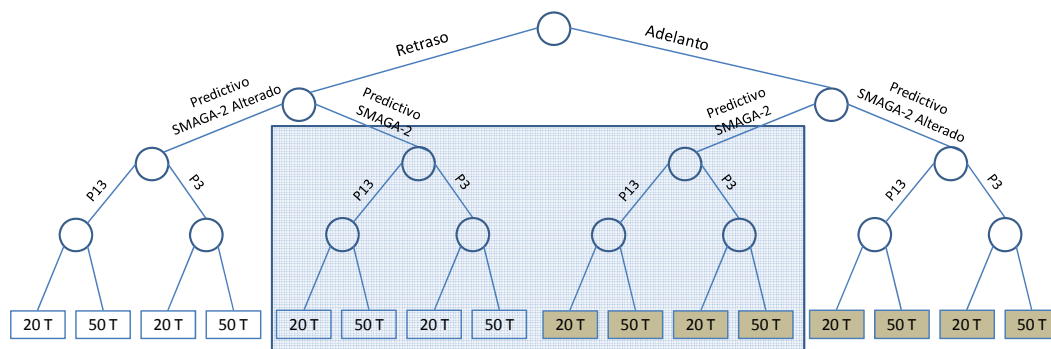 Retraso
Adelanto
Predictivo
SMAGA-2 Alterado
Predictivo
SMAGA-2
Predictivo
SMAGA-2
Predictivo
SMAGA-2 Alterado
P13
P3
P13
P3
P13
P3
P13
P3
20 T
50 T
20 T
50 T
20 T
50 T
20 T
50 T
20 T
50 T
20 T
50 T
20 T
50 T
20 T
50 T